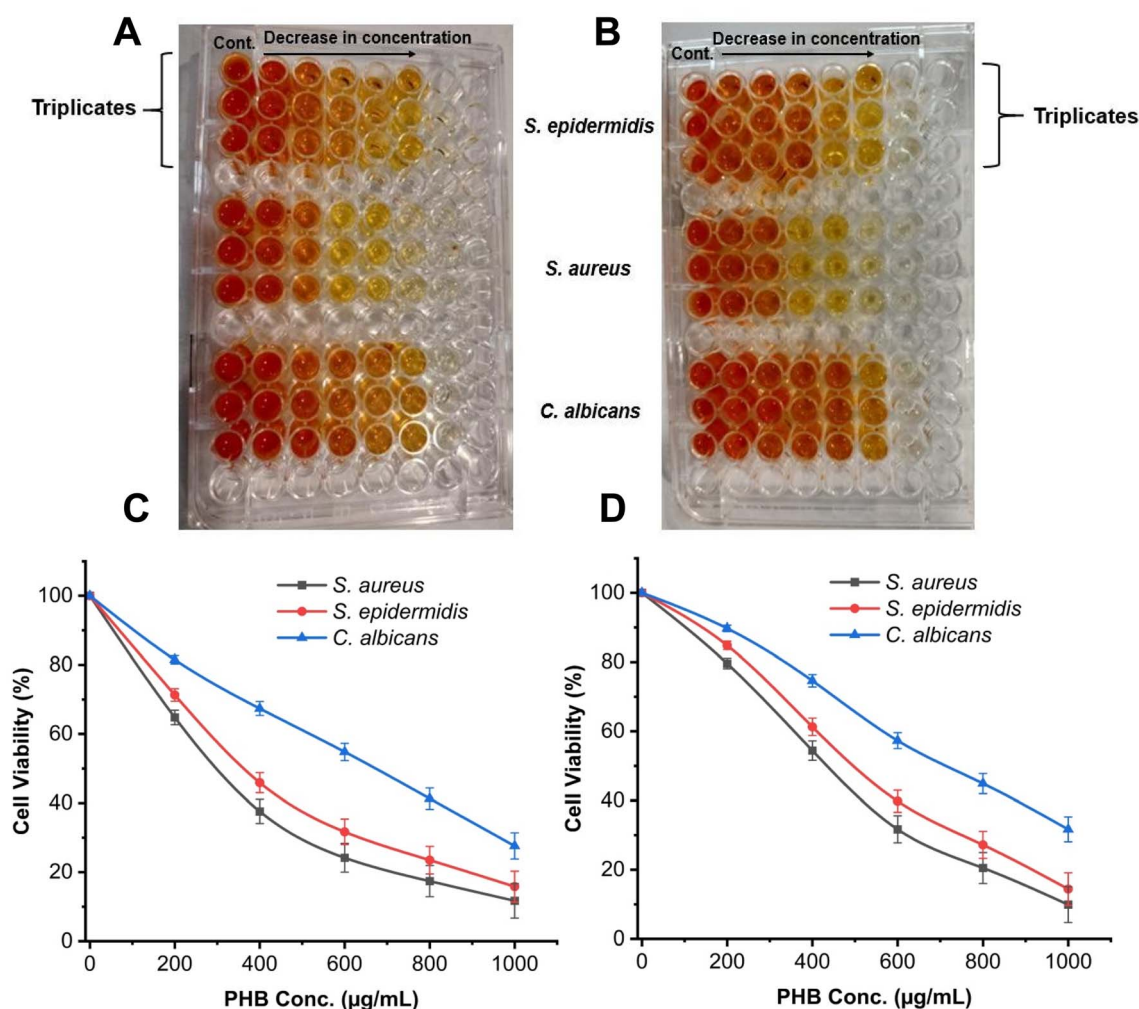 A
Cont.
Decrease in concentration
Triplicates
B
Cont.
Decrease in concentration
Triplicates
S. epidermidis
S. aureus
C. albicans
C
S. aureus
S. epidermidis
C. albicans
Cell Viability (%)
100
80
60
40
20
0
0 200 400 600 800 1000
PHB Conc. (µg/mL)
D
S. aureus
S. epidermidis
C. albicans
Cell Viability (%)
100
80
60
40
20
0
0 200 400 600 800 1000
PHB Conc. (µg/mL)